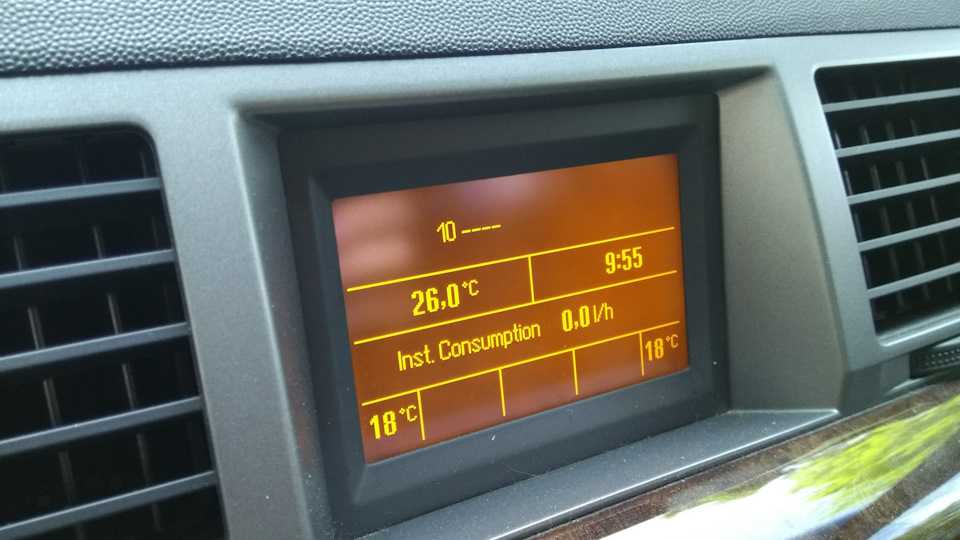 10 ----
26,0 °C 9:55
Inst. Consumption 0,0 l/h
18 °C 18 °C